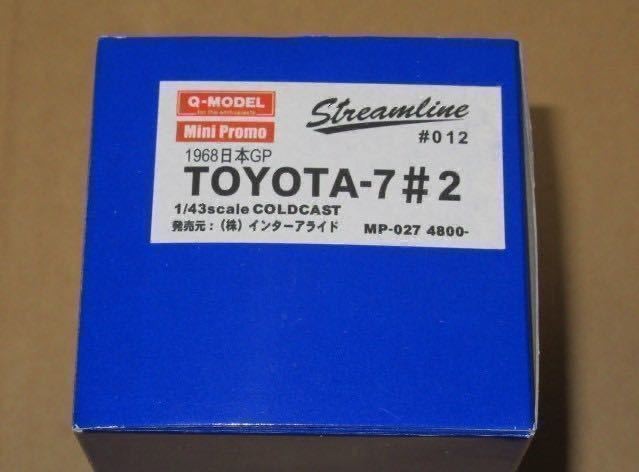 Q-MODEL
for the enthusiasts
Streamline
Mini Promo
#012
1968日本GP
TOYOTA-7#2
1/43scale COLDCAST
発売元:(株)インターアライド MP-027 4800-